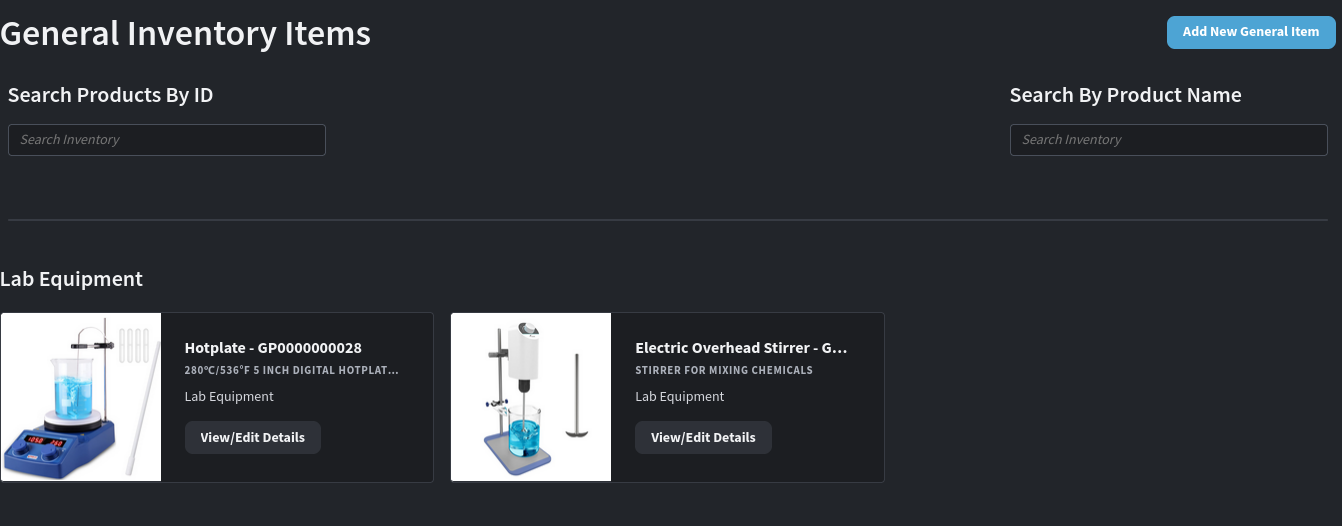 General Inventory Items
Add New General Item
Search Products By ID
Search By Product Name
Search Inventory
Search Inventory
Lab Equipment
Hotplate - GP0000000028
280℃/536°F 5 INCH DIGITAL HOTPLAT...
Lab Equipment
View/Edit Details
Electric Overhead Stirrer - G...
STIRRER FOR MIXING CHEMICALS
Lab Equipment
View/Edit Details